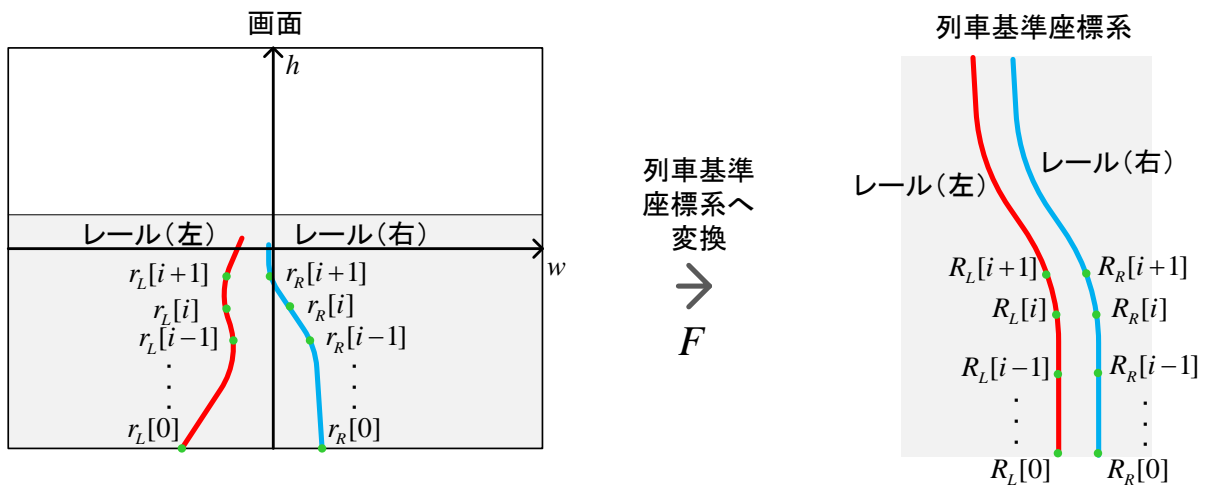 画面
h
w
レール(左)
レール(右)
r_L[i+1]
r_R[i+1]
r_L[i]
r_R[i]
r_L[i−1]
r_R[i−1]
⋮
⋮
r_L[0]
r_R[0]
列車基準
座標系へ
変換
F
列車基準座標系
レール(左)
レール(右)
R_L[i+1]
R_R[i+1]
R_L[i]
R_R[i]
R_L[i−1]
R_R[i−1]
⋮
⋮
R_L[0]
R_R[0]